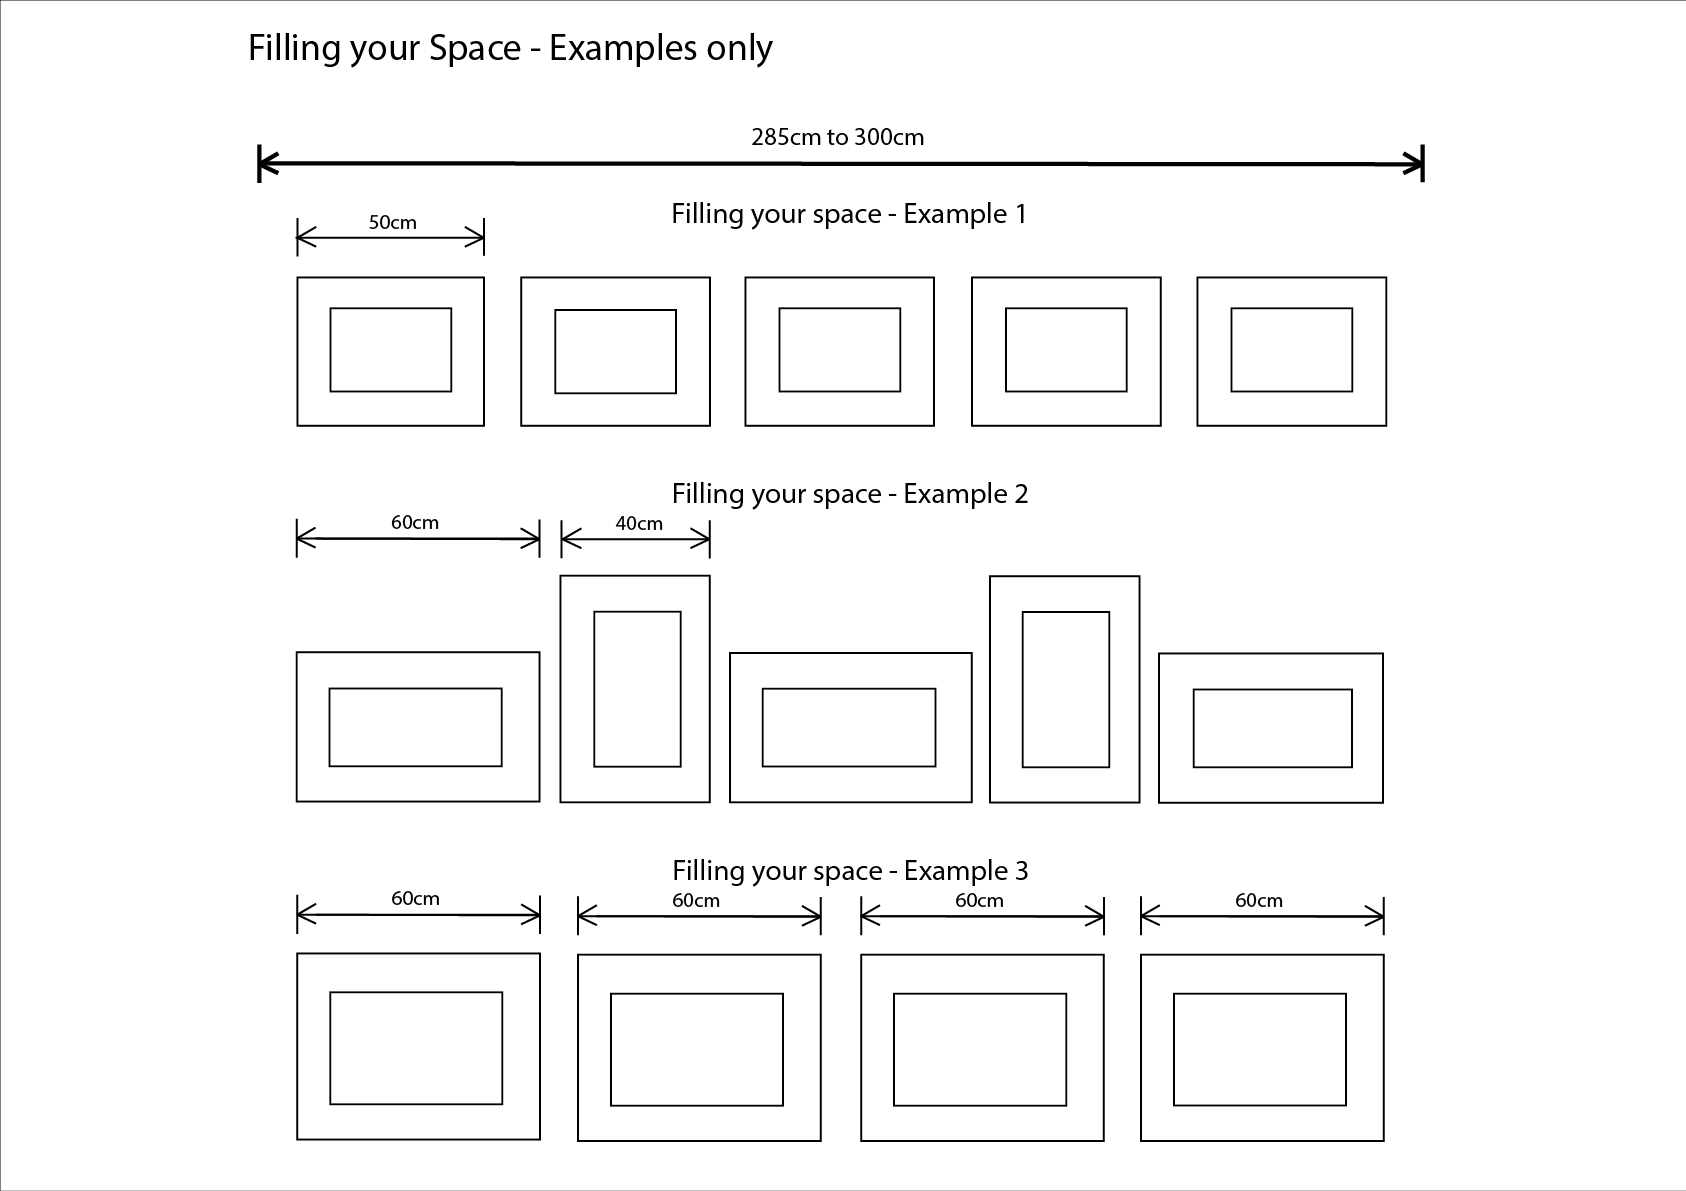 Filling your Space - Examples only
285cm to 300cm
Filling your space - Example 1
50cm
Filling your space - Example 2
60cm
40cm
Filling your space - Example 3
60cm
60cm
60cm
60cm